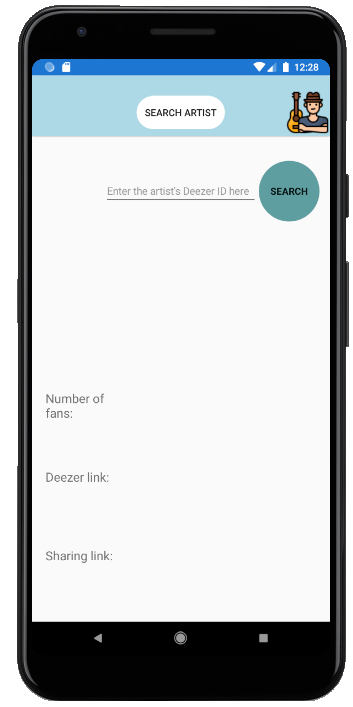 12:28
SEARCH ARTIST
Enter the artist's Deezer ID here
SEARCH
Number of
fans:
Deezer link:
Sharing link: